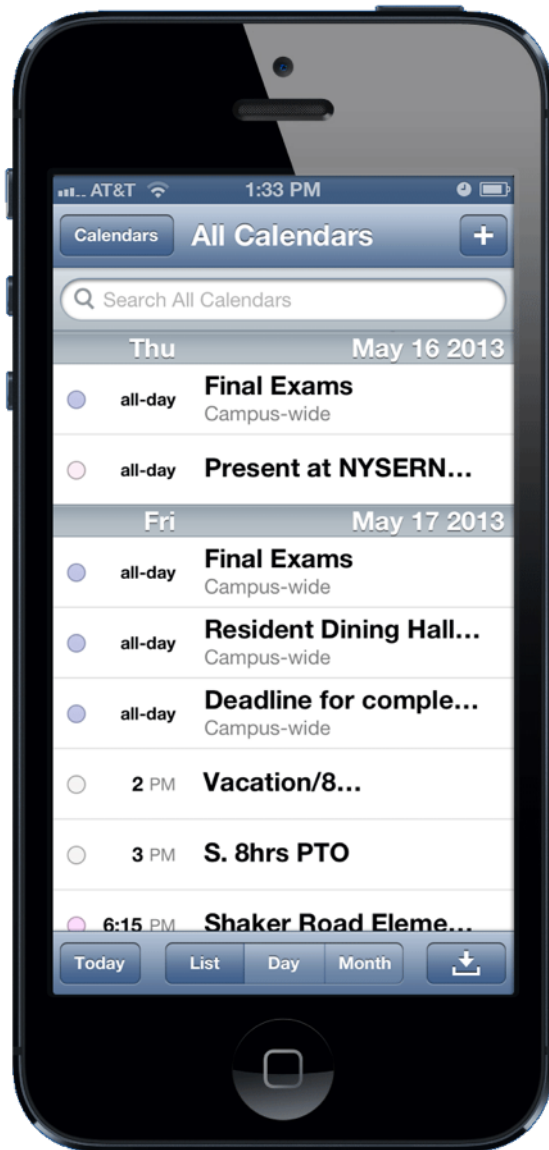 AT&T 1:33 PM
Calendars All Calendars +
Search All Calendars
Thu May 16 2013
all-day Final Exams
Campus-wide
all-day Present at NYSERN...
Fri May 17 2013
all-day Final Exams
Campus-wide
all-day Resident Dining Hall...
Campus-wide
all-day Deadline for comple...
Campus-wide
2 PM Vacation/8...
3 PM S. 8hrs PTO
6:15 PM Shaker Road Eleme...
Today List Day Month